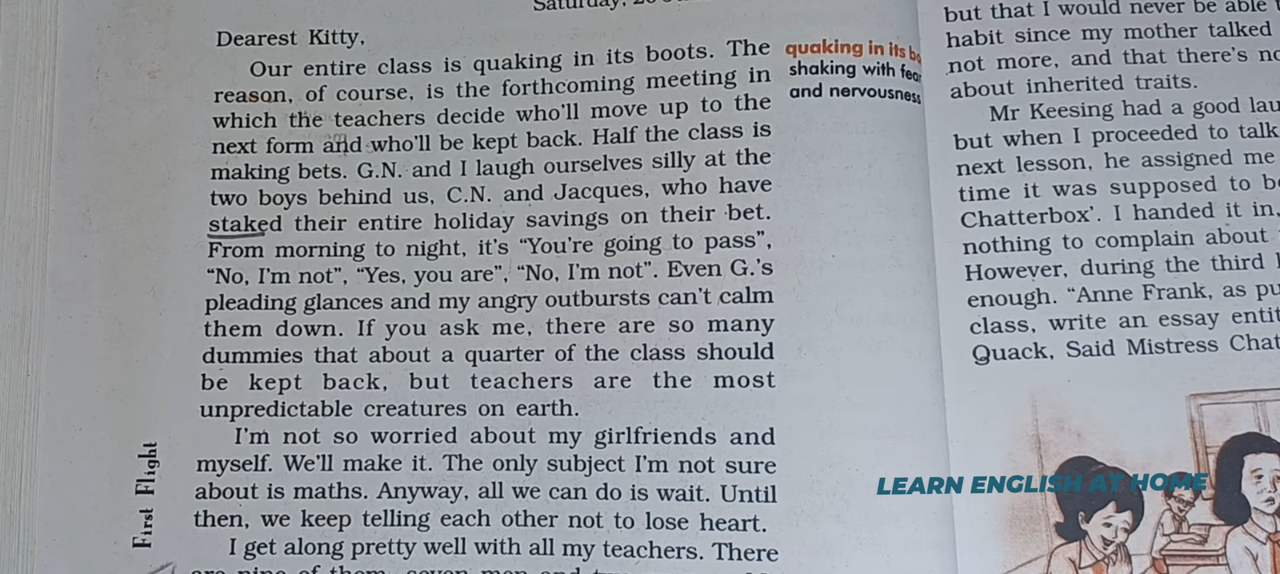 Dearest Kitty,
Our entire class is quaking in its boots. The
reason, of course, is the forthcoming meeting in
which the teachers decide who'll move up to the
next form and who'll be kept back. Half the class is
making bets. G.N. and I laugh ourselves silly at the
two boys behind us, C.N. and Jacques, who have
staked their entire holiday savings on their bet.
From morning to night, it's “You're going to pass”,
“No, I'm not”, “Yes, you are”, “No, I'm not”. Even G.'s
pleading glances and my angry outbursts can't calm
them down. If you ask me, there are so many
dummies that about a quarter of the class should
be kept back, but teachers are the most
unpredictable creatures on earth.
I'm not so worried about my girlfriends and
myself. We'll make it. The only subject I'm not sure
about is maths. Anyway, all we can do is wait. Until
then, we keep telling each other not to lose heart.
I get along pretty well with all my teachers. There
quaking in its
shaking with
and nervousness
First Flight
but that I would never be able
habit since my mother talked
not more, and that there's
about inherited traits.
Mr Keesing had a good
but when I proceeded to talk
next lesson, he assigned me
time it was supposed to
Chatterbox'. I handed it in,
nothing to complain about
However, during the third
enough. “Anne Frank, as
class, write an essay
Quack, Said Mistress
LEARN ENGLISH AT HOME